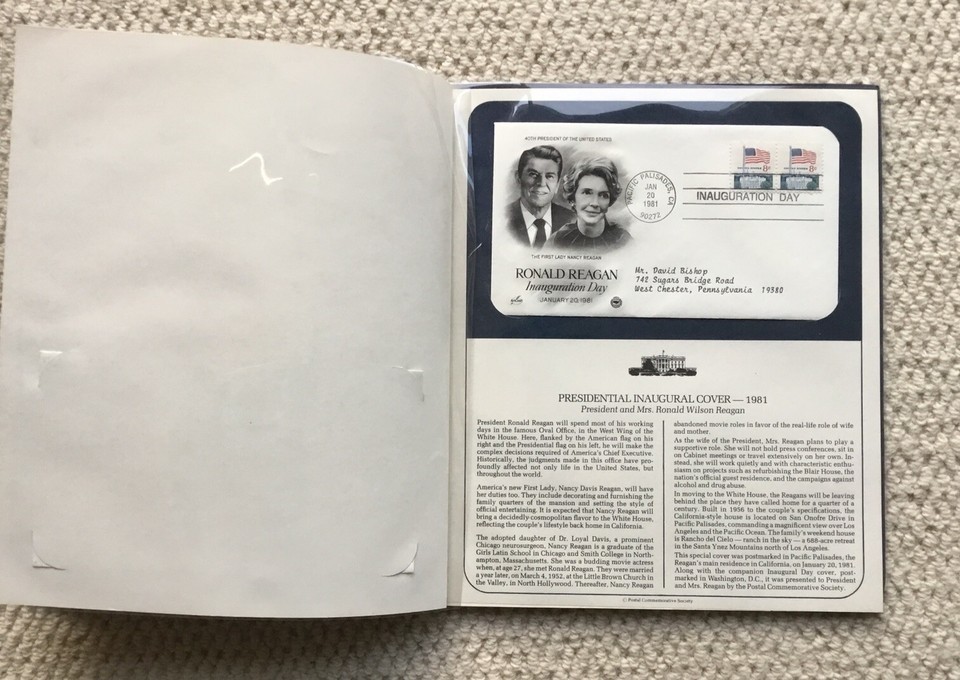 40TH PRESIDENT OF THE UNITED STATES
THE FIRST LADY NANCY REAGAN
RONALD REAGAN
Inauguration Day
JANUARY 20, 1981
PACIFIC PALISADES, CA
JAN
20
1981
90272
8c
8c
INAUGURATION DAY
Mr. David Bishop
742 Sugars Bridge Road
West Chester, Pennsylvania 19380
PRESIDENTIAL INAUGURAL COVER — 1981
President and Mrs. Ronald Wilson Reagan
President Ronald Reagan will spend most of his working
days in the famous Oval Office, in the West Wing of the
White House. Here, flanked by the American flag on his
right and the Presidential flag on his left, he will make the
complex decisions required of America's Chief Executive.
Historically, the judgments made in this office have pro-
foundly affected not only life in the United States, but
throughout the world.
America's new First Lady, Nancy Davis Reagan, will have
her duties too. They include decorating and furnishing the
family quarters of the mansion and setting the style of
official entertaining. It is expected that Nancy Reagan will
bring a decidedly cosmopolitan flavor to the White House,
reflecting the couple's lifestyle back home in California.
The adopted daughter of Dr. Loyal Davis, a prominent
Chicago neurosurgeon, Nancy Reagan is a graduate of the
Girls Latin School in Chicago and Smith College in North-
ampton, Massachusetts. She was a budding movie actress
when, at age 27, she met Ronald Reagan. They were married
a year later, on March 4, 1952, at the Little Brown Church in
the Valley, in North Hollywood. Thereafter, Nancy Reagan
abandoned movie roles in favor of the real-life role of wife
and mother.
As the wife of the President, Mrs. Reagan plans to play a
supportive role. She will not hold press conferences, sit in
on Cabinet meetings or travel extensively on her own. In-
stead, she will work quietly and with characteristic enthu-
siasm on projects such as refurbishing the Blair House, the
nation's official guest residence, and the campaigns against
alcohol and drug abuse.
In moving to the White House, the Reagans will be leaving
behind the place they have called home for a quarter of a
century. Built in 1956 to the couple's specifications, the
California-style house is located on San Onofre Drive in
Pacific Palisades, commanding a magnificent view over Los
Angeles and the Pacific Ocean. The family's weekend house
is Rancho del Cielo — ranch in the sky — a 688-acre retreat
in the Santa Ynez Mountains north of Los Angeles.
This special cover was postmarked in Pacific Palisades, the
Reagan's main residence in California, on January 20, 1981.
Along with the companion Inaugural Day cover, post-
marked in Washington, D.C., it was presented to President
and Mrs. Reagan by the Postal Commemorative Society.
© Postal Commemorative Society